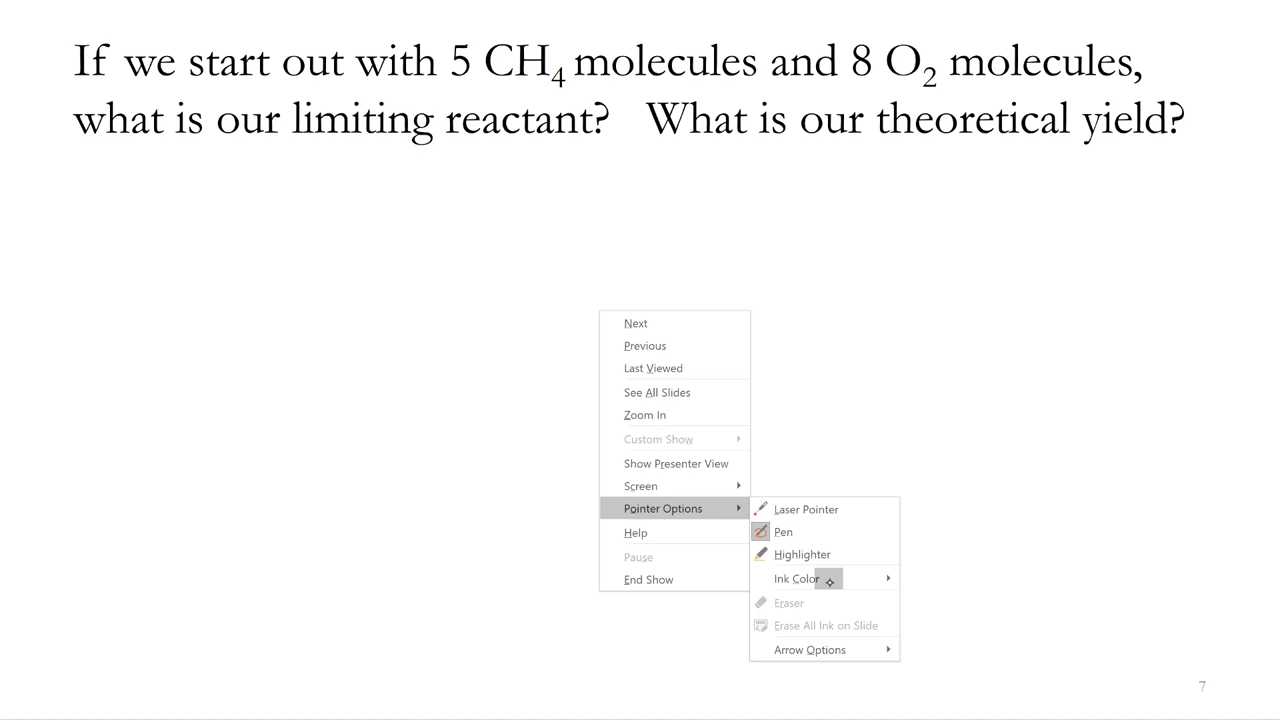 If we start out with 5 CH₄ molecules and 8 O₂ molecules,
what is our limiting reactant? What is our theoretical yield?
Next
Previous
Last Viewed
See All Slides
Zoom In
Custom Show
Show Presenter View
Screen
Pointer Options
Help
Pause
End Show
Laser Pointer
Pen
Highlighter
Ink Color
Eraser
Erase All Ink on Slide
Arrow Options
7